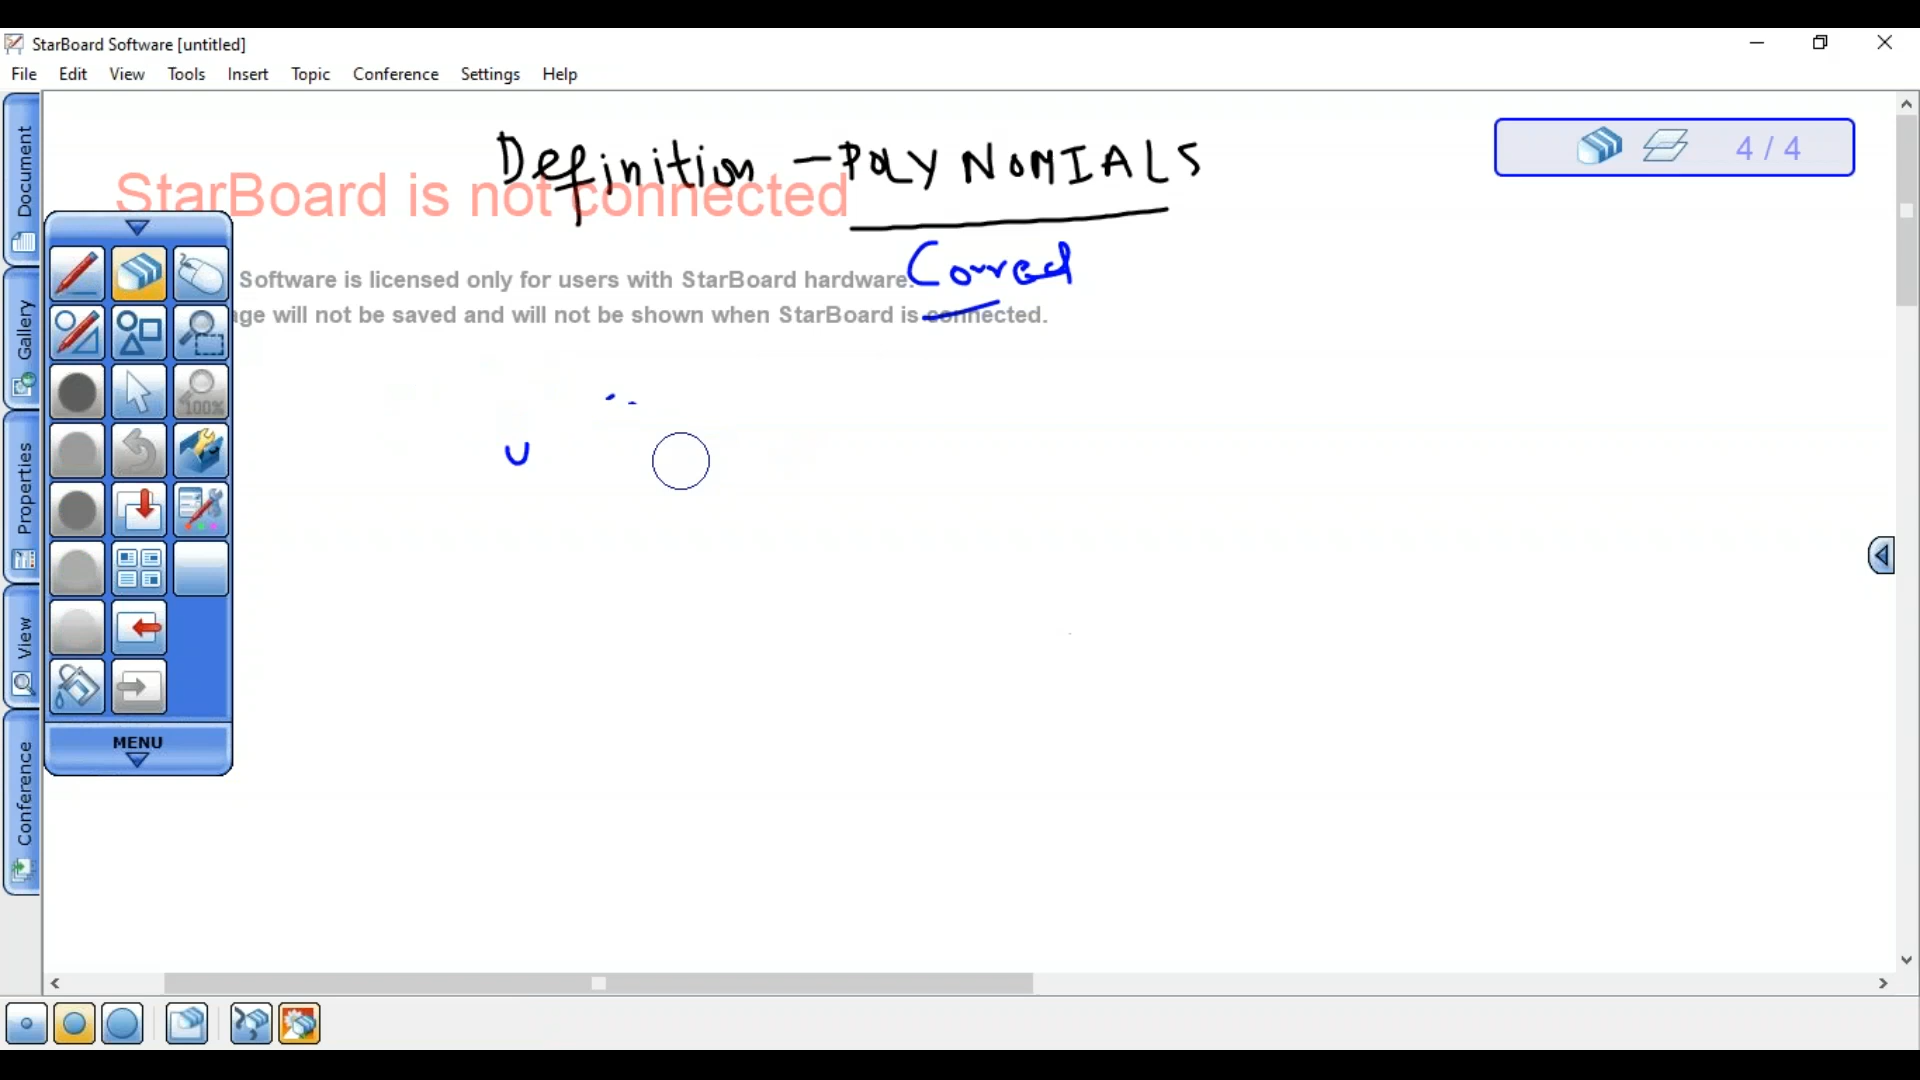 StarBoard Software [untitled]
File Edit View Tools Insert Topic Conference Settings Help
Definition - POLYNOMIALS
StarBoard is not connected
4 / 4
Software is licensed only for users with StarBoard hardware.
age will not be saved and will not be shown when StarBoard is connected.
Document
Gallery
Properties
View
Conference
100%
MENU